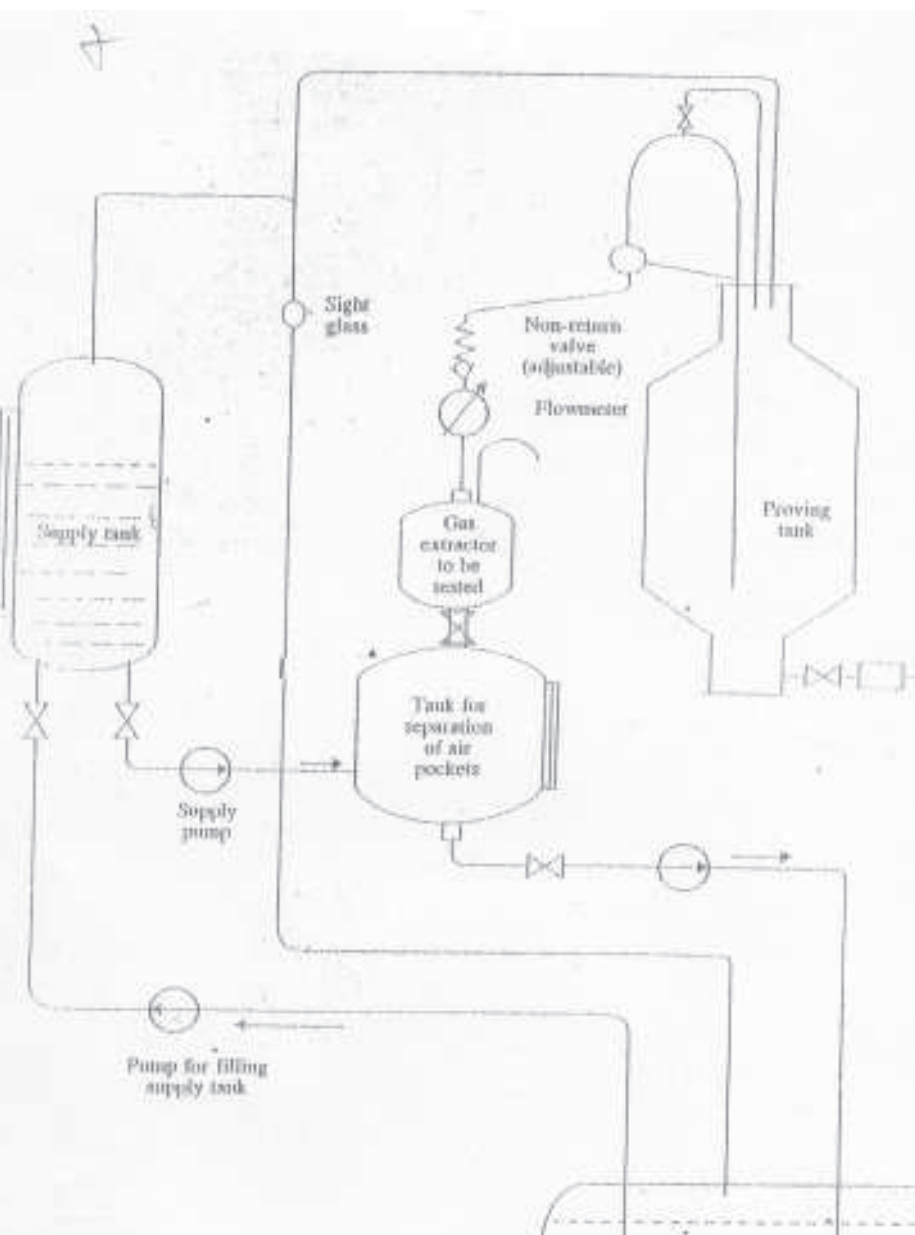 Sight
glass
Non-return
valve
(adjustable)
Flowmeter
Supply tank
Gas
extractor
to be
tested
Proving
tank
Tank for
separation
of air
pockets
Supply
pump
Pump for filling
supply tank